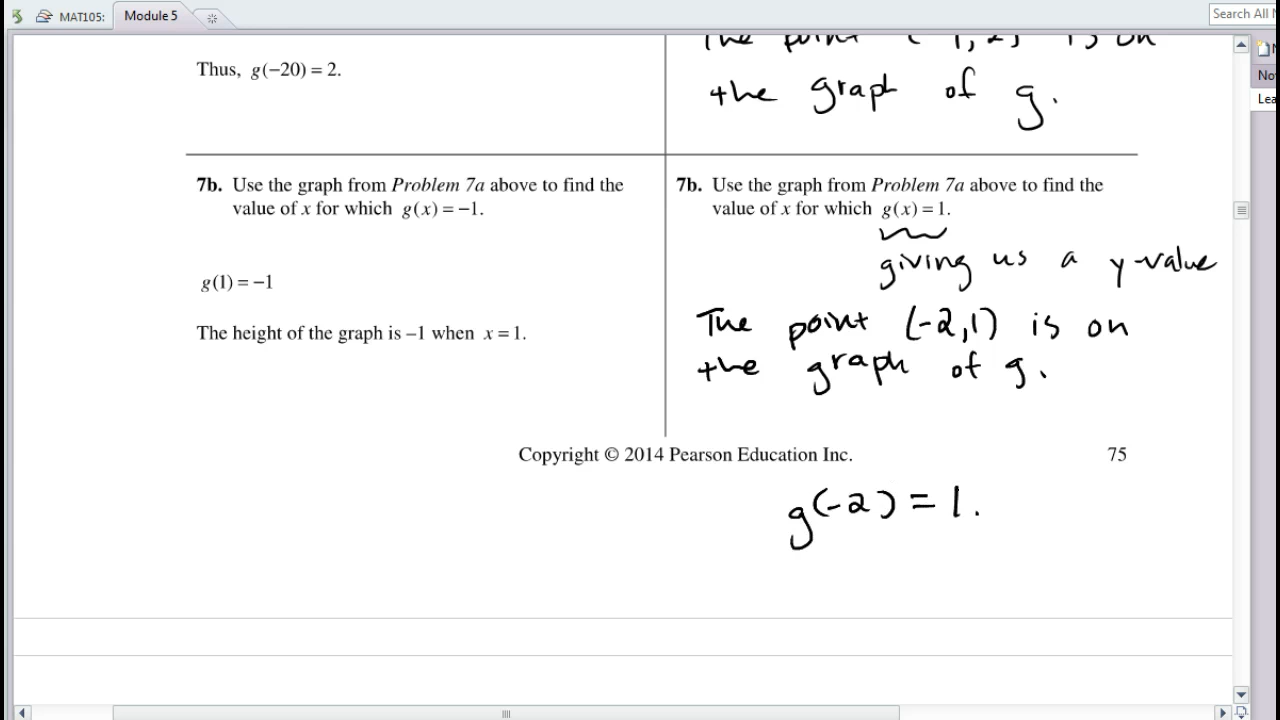 MAT105:
Module 5
Search All
Thus, g(−20) = 2.
the graph of g.
7b. Use the graph from Problem 7a above to find the
value of x for which g(x) = −1.
g(1) = −1
The height of the graph is −1 when x = 1.
7b. Use the graph from Problem 7a above to find the
value of x for which g(x) = 1.
giving us a y-value
The point (-2,1) is on
the graph of g.
Copyright © 2014 Pearson Education Inc.
75
g(-2) = 1.